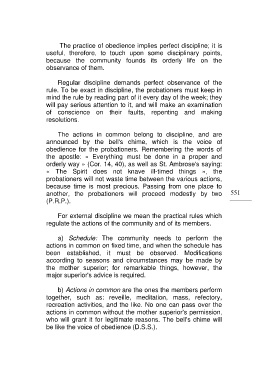 The practice of obedience implies perfect discipline; it is
useful, therefore, to touch upon some disciplinary points,
because the community founds its orderly life on the
observance of them.
Regular discipline demands perfect observance of the
rule. To be exact in discipline, the probationers must keep in
mind the rule by reading part of it every day of the week; they
will pay serious attention to it, and will make an examination
of conscience on their faults, repenting and making
resolutions.
The actions in common belong to discipline, and are
announced by the bell's chime, which is the voice of
obedience for the probationers. Remembering the words of
the apostle: « Everything must be done in a proper and
orderly way » (Cor. 14, 40), as well as St. Ambrose's saying:
« The Spirit does not knave ill-timed things », the
probationers will not waste time between the various actions,
because time is most precious. Passing from one place to
another, the probationers will proceed modestly by two
(P.R.P.).
551
For external discipline we mean the practical rules which
regulate the actions of the community and of its members.
a) Schedule: The community needs to perform the
actions in common on fixed time, and when the schedule has
been established, it must be observed. Modifications
according to seasons and circumstances may be made by
the mother superior; for remarkable things, however, the
major superior's advice is required.
b) Actions in common are the ones the members perform
together, such as: reveille, meditation, mass, refectory,
recreation activities, and the like. No one can pass over the
actions in common without the mother superior's permission,
who will grant it for legitimate reasons. The bell's chime will
be like the voice of obedience (D.S.S.).